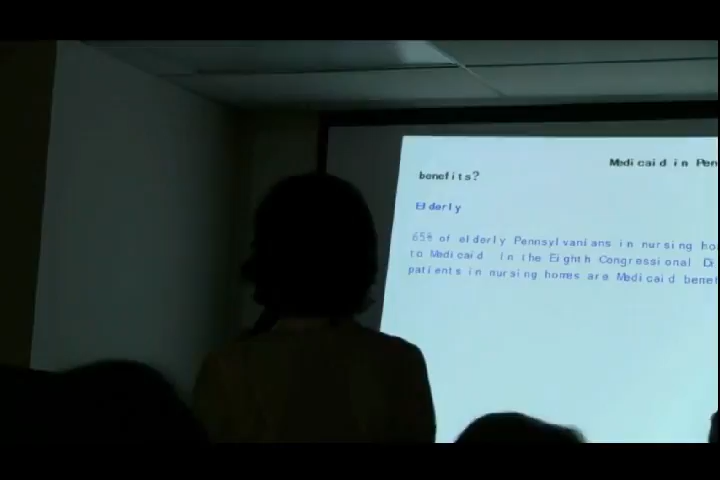 Medicaid in Pen
benefits?
Elderly
65% of elderly Pennsylvanians in nursing ho
to Medicaid In the Eighth Congressional Di
patients in nursing homes are Medicaid benef